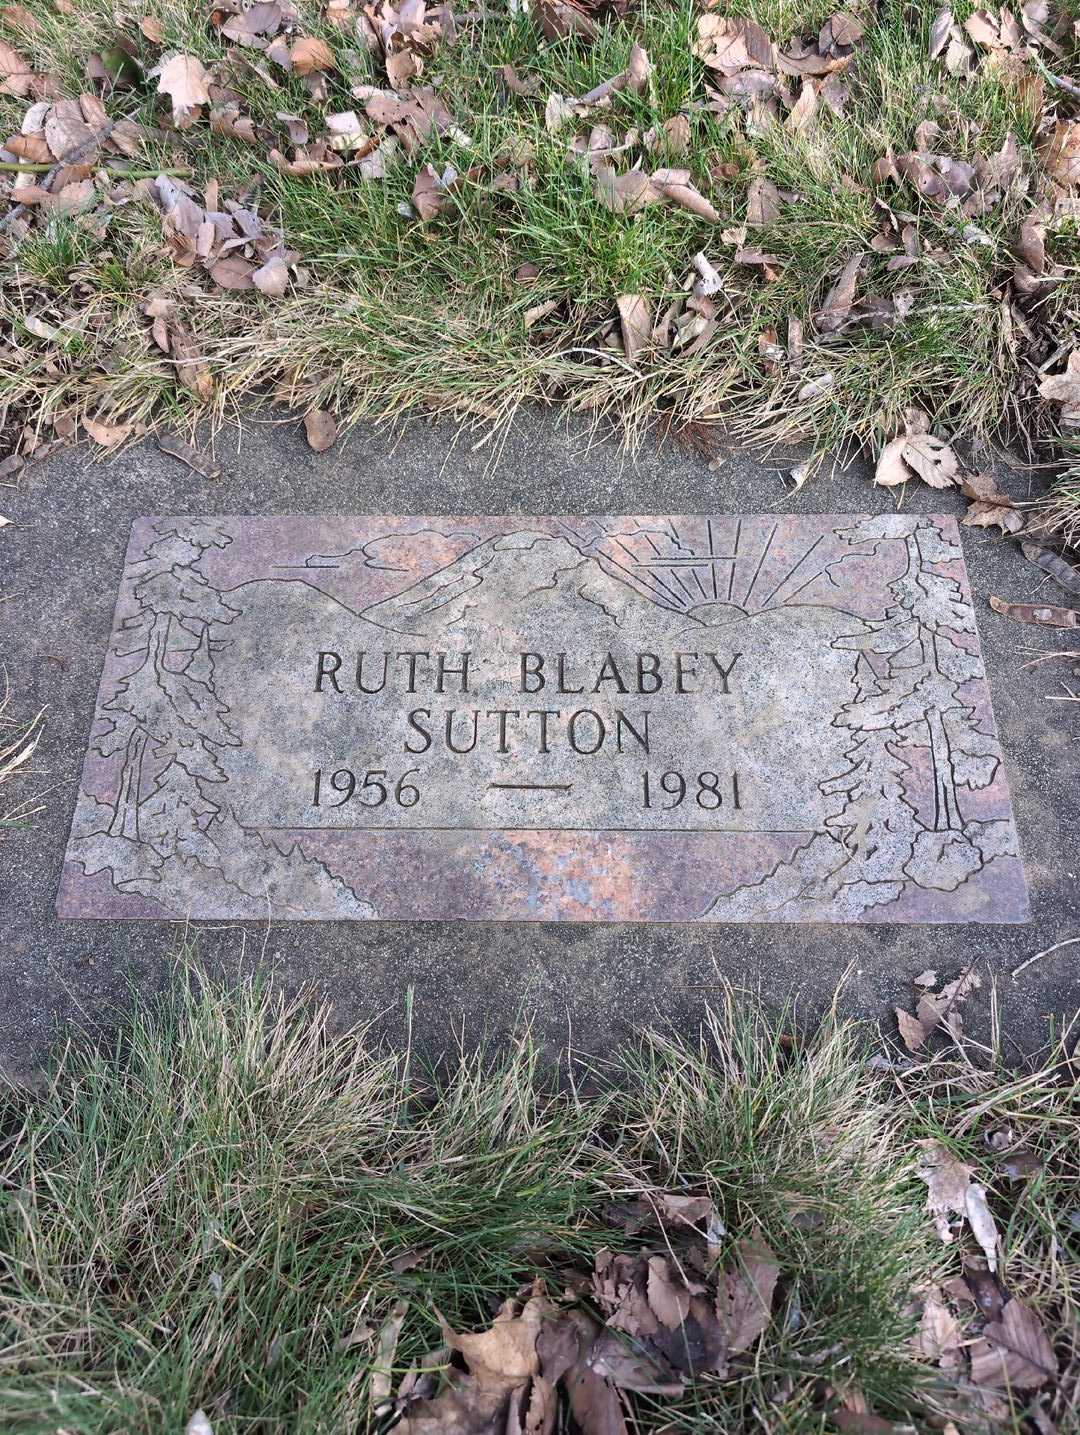 RUTH BLABEY
SUTTON
1956 — 1981